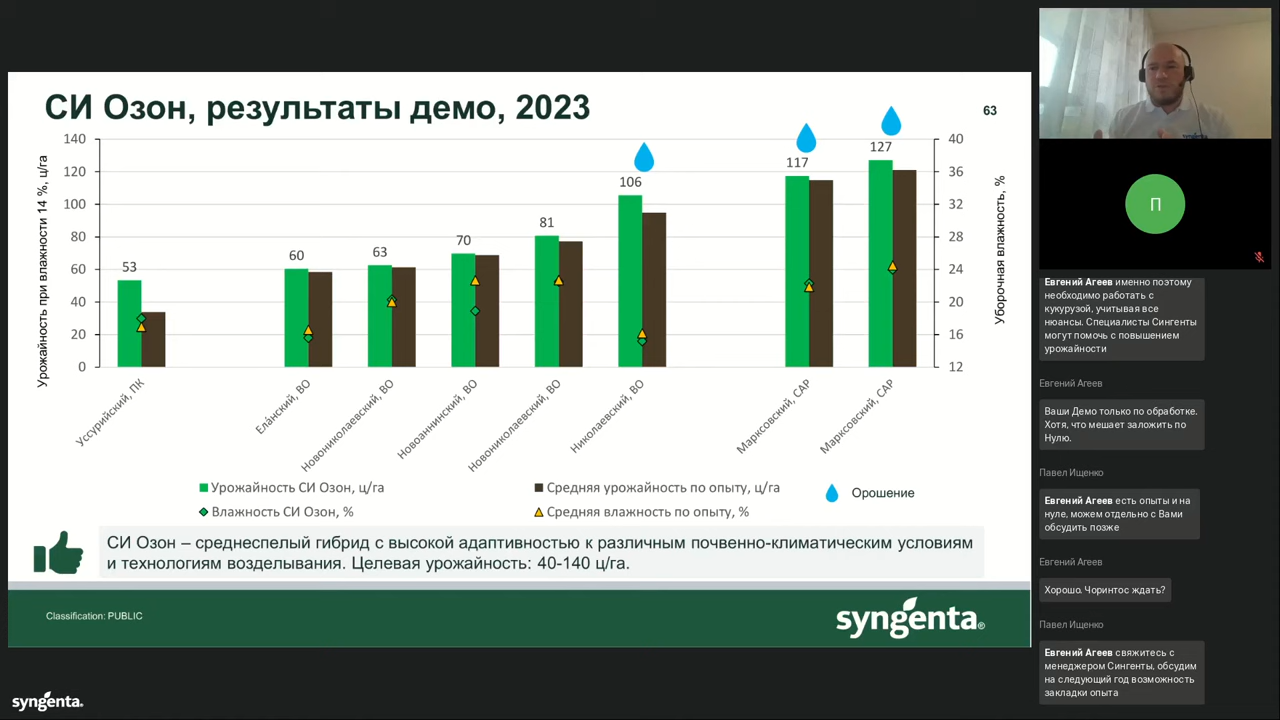 СИ Озон, результаты демо, 2023
63
Урожайность при влажности 14 %, ц/га
140
120
100
80
60
40
20
0
53
60
63
70
81
106
117
127
40
36
32
28
24
20
16
12
Уборочная влажность, %
Уссурийский, ПК
Ела́нский, ВО
Новониколаевский, ВО
Новоаннинский, ВО
Новониколаевский, ВО
Николаевский, ВО
Марксовский, САР
Марксовский, САР
Урожайность СИ Озон, ц/га
Средняя урожайность по опыту, ц/га
Орошение
Влажность СИ Озон, %
Средняя влажность по опыту, %
СИ Озон – среднеспелый гибрид с высокой адаптивностью к различным почвенно-климатическим условиям
и технологиям возделывания. Целевая урожайность: 40-140 ц/га.
Classification: PUBLIC
syngenta®
syngenta.
syngenta
П
Евгений Агеев именно поэтому
необходимо работать с
кукурузой, учитывая все
нюансы. Специалисты Сингенты
могут помочь с повышением
урожайности
Евгений Агеев
Ваши Демо только по обработке.
Хотя, что мешает заложить по
Нулю.
Павел Ищенко
Евгений Агеев есть опыты и на
нуле, можем отдельно с Вами
обсудить позже
Евгений Агеев
Хорошо. Чоринтос ждать?
Павел Ищенко
Евгений Агеев свяжитесь с
менеджером Сингенты, обсудим
на следующий год возможность
закладки опыта